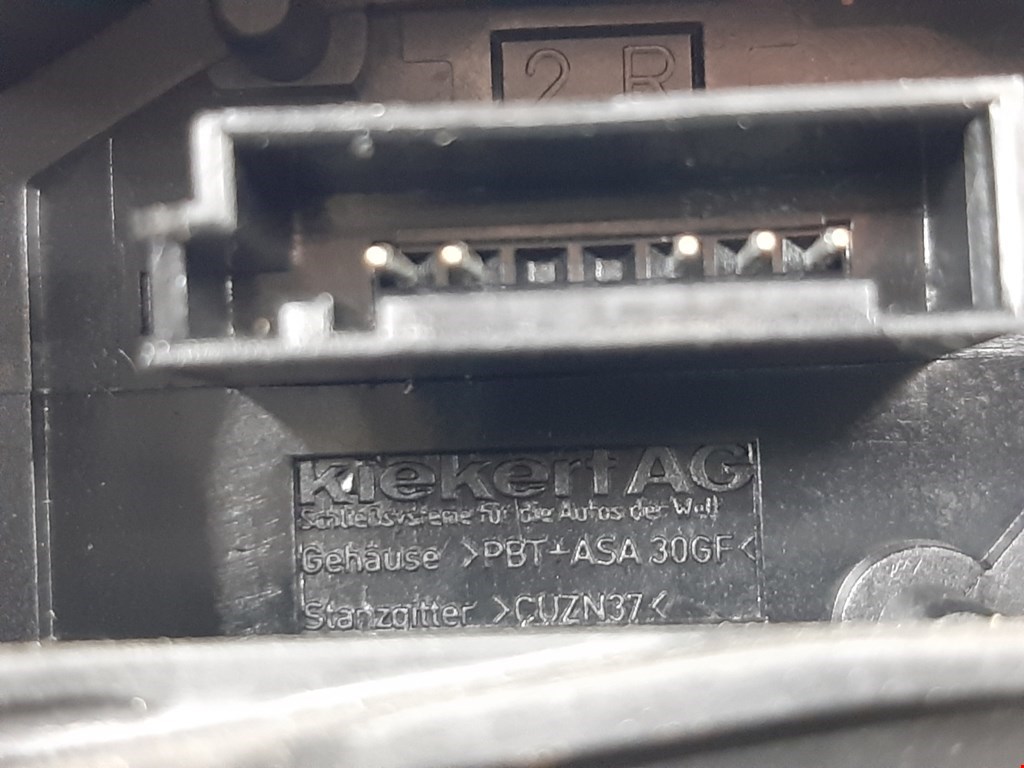 2 R
kiekert AG
Schließsysteme für die Autos der Welt
Gehäuse >PBT+ASA 30GF<
Stanzgitter >CUZN37<